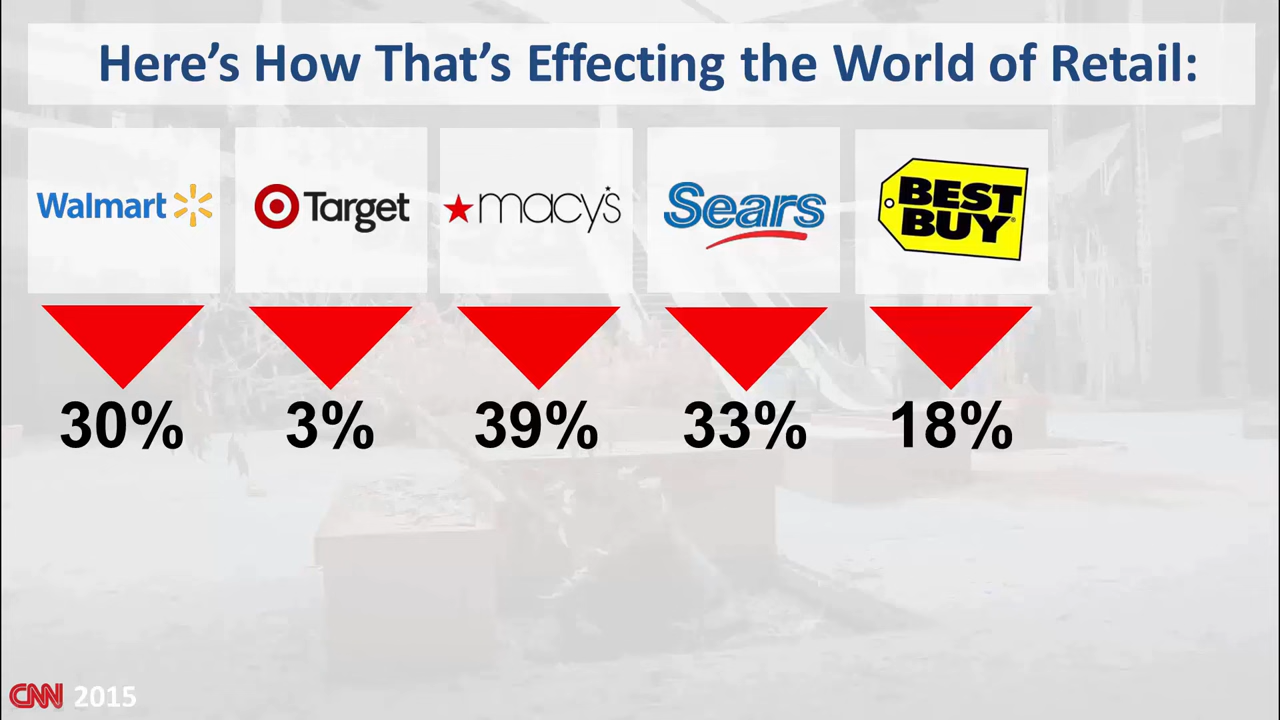 Here's How That's Effecting the World of Retail:
Walmart Target macy's Sears BEST BUY
30% 3% 39% 33% 18%
CNN 2015